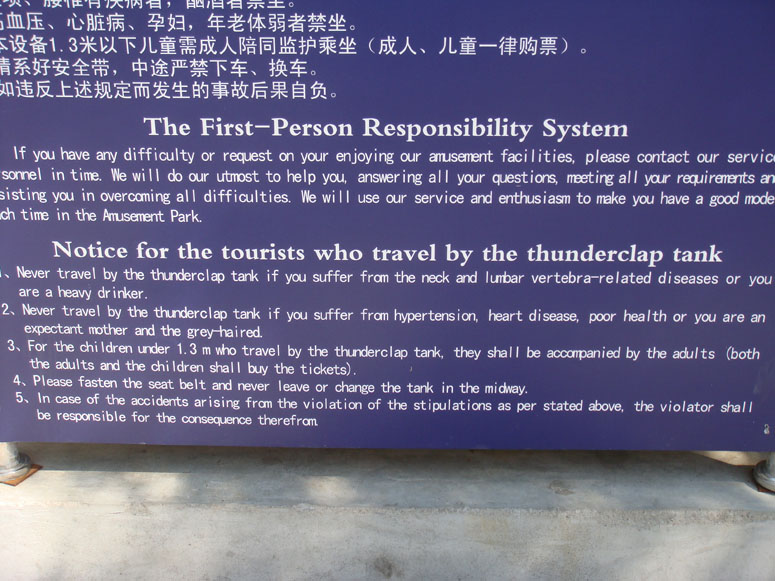 腰椎有疾病者，酗酒者禁坐。
高血压、心脏病、孕妇，年老体弱者禁坐。
本设备1.3米以下儿童需成人陪同监护乘坐（成人、儿童一律购票）。
请系好安全带，中途严禁下车、换车。
如违反上述规定而发生的事故后果自负。
The First-Person Responsibility System
If you have any difficulty or request on your enjoying our amusement facilities, please contact our service
rsonnel in time. We will do our utmost to help you, answering all your questions, meeting all your requirements and
sisting you in overcoming all difficulties. We will use our service and enthusiasm to make you have a good mode
ch time in the Amusement Park.
Notice for the tourists who travel by the thunderclap tank
1、Never travel by the thunderclap tank if you suffer from the neck and lumbar vertebra-related diseases or you
are a heavy drinker.
2、Never travel by the thunderclap tank if you suffer from hypertension, heart disease, poor health or you are an
expectant mother and the grey-haired.
3、For the children under 1.3 m who travel by the thunderclap tank, they shall be accompanied by the adults (both
the adults and the children shall buy the tickets).
4、Please fasten the seat belt and never leave or change the tank in the midway.
5、In case of the accidents arising from the violation of the stipulations as per stated above, the violator shall
be responsible for the consequence therefrom.